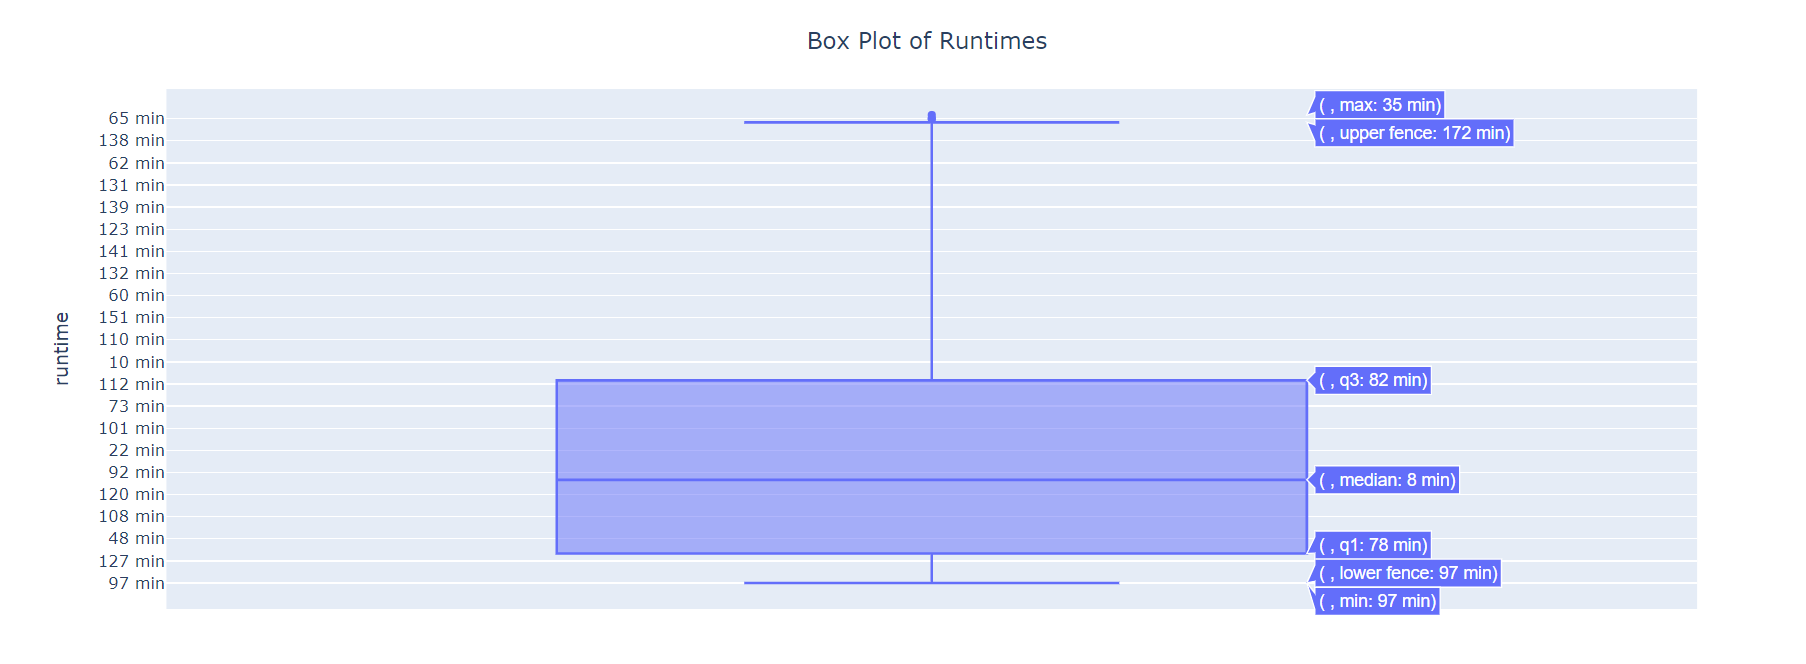 Box Plot of Runtimes
runtime
65 min
138 min
62 min
131 min
139 min
123 min
141 min
132 min
60 min
151 min
110 min
10 min
112 min
73 min
101 min
22 min
92 min
120 min
108 min
48 min
127 min
97 min
( , max: 35 min)
( , upper fence: 172 min)
( , q3: 82 min)
( , median: 8 min)
( , q1: 78 min)
( , lower fence: 97 min)
( , min: 97 min)